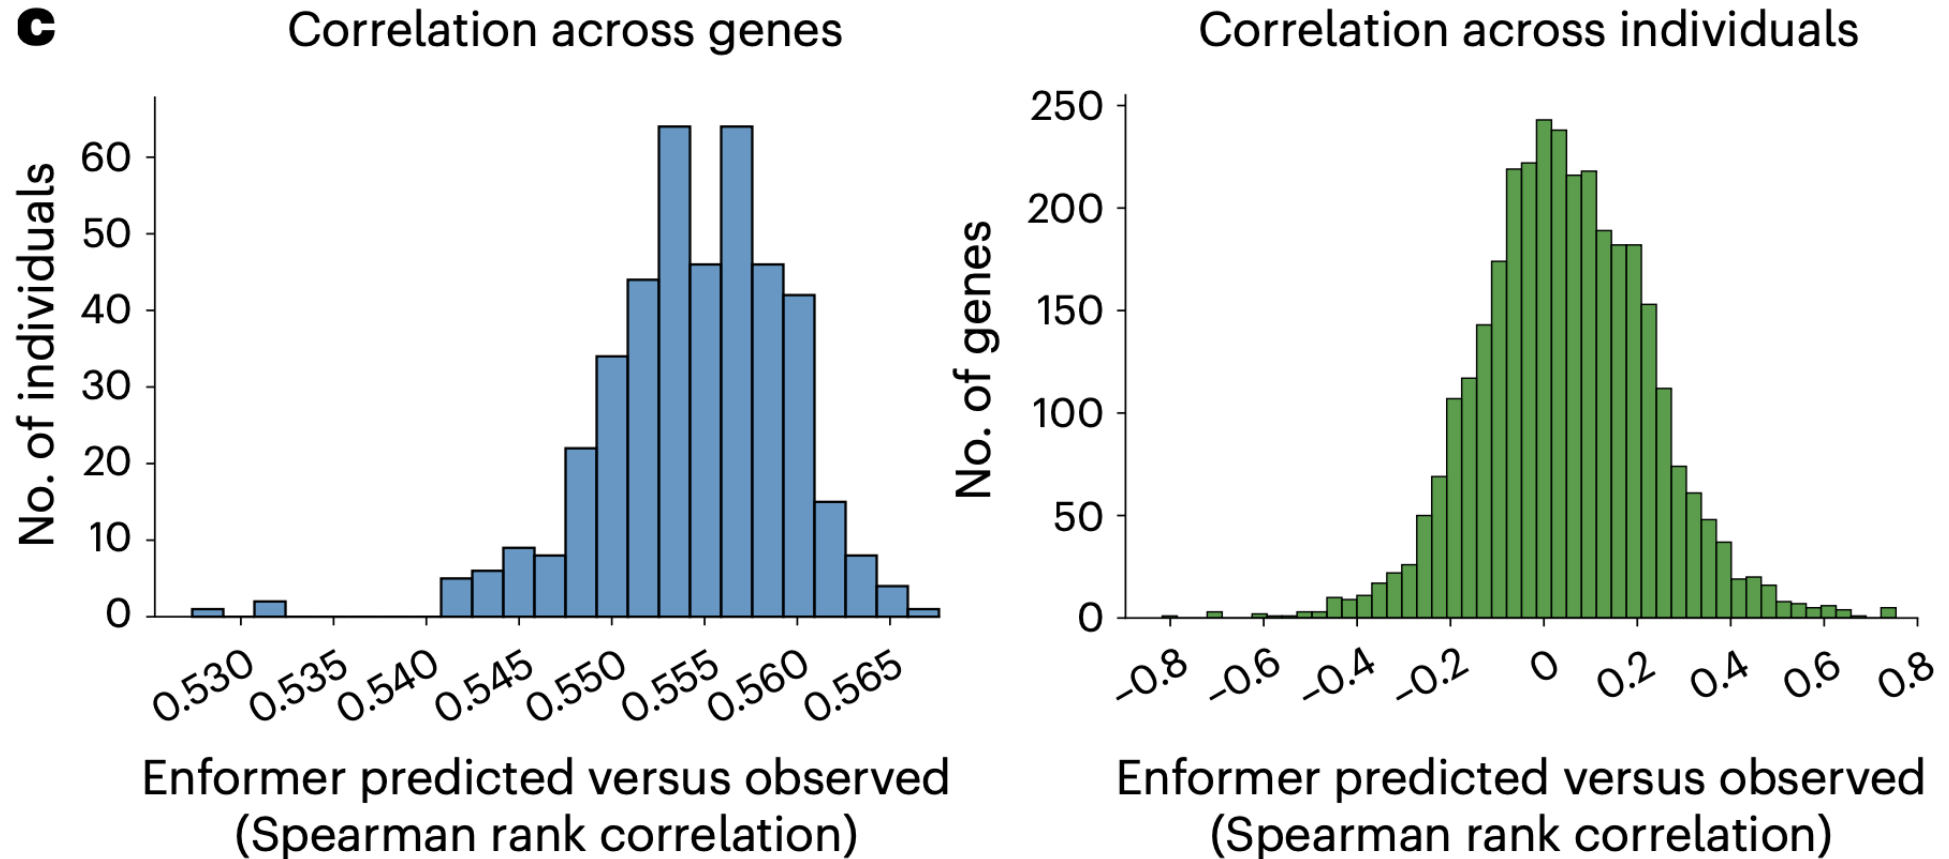 c
Correlation across genes
No. of individuals
60
50
40
30
20
10
0
0.530 0.535 0.540 0.545 0.550 0.555 0.560 0.565
Enformer predicted versus observed
(Spearman rank correlation)
Correlation across individuals
No. of genes
250
200
150
100
50
0
–0.8 –0.6 –0.4 –0.2 0 0.2 0.4 0.6 0.8
Enformer predicted versus observed
(Spearman rank correlation)